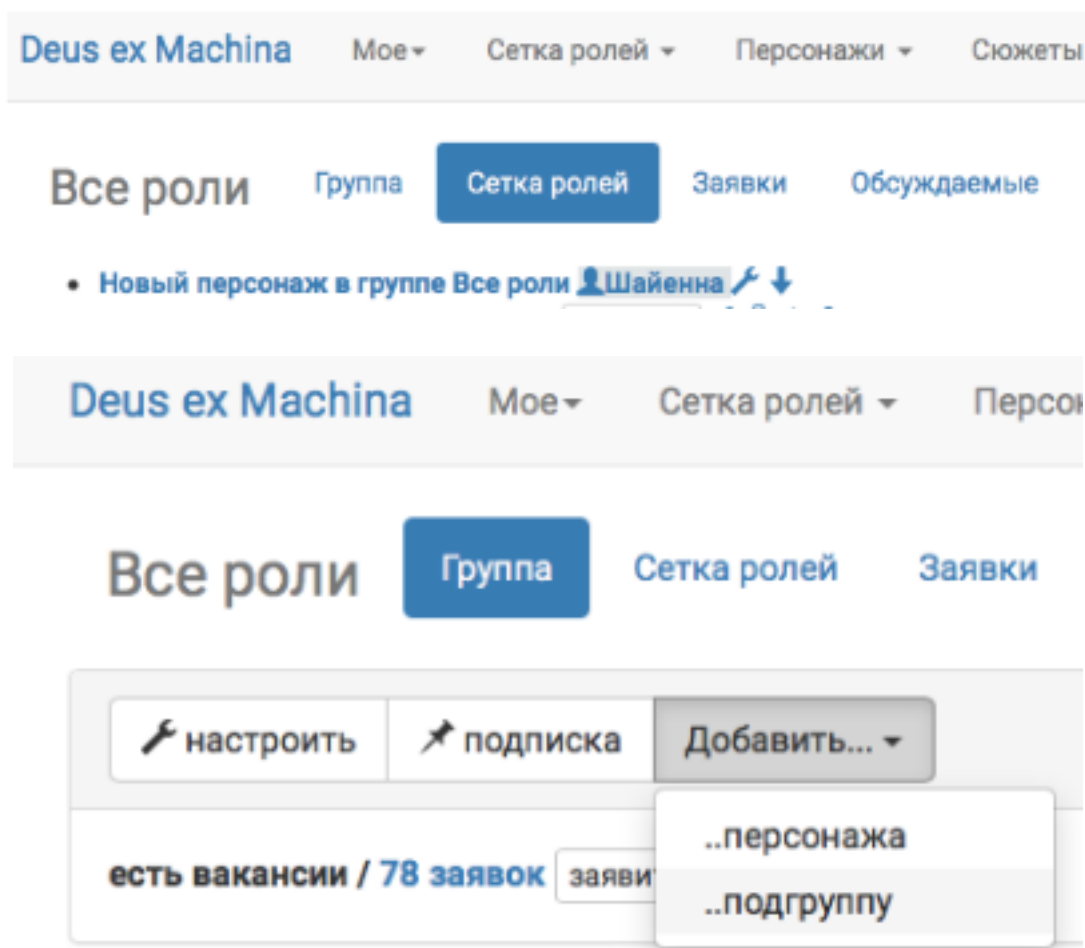 Deus ex Machina Мое Сетка ролей Персонажи Сюжеты
Все роли Группа Сетка ролей Заявки Обсуждаемые
• Новый персонаж в группе Все роли Шайенна
Deus ex Machina Мое Сетка ролей
Все роли Группа Сетка ролей Заявки
настроить подписка Добавить...
..персонажа
есть вакансии / 78 заявок
..подгруппу